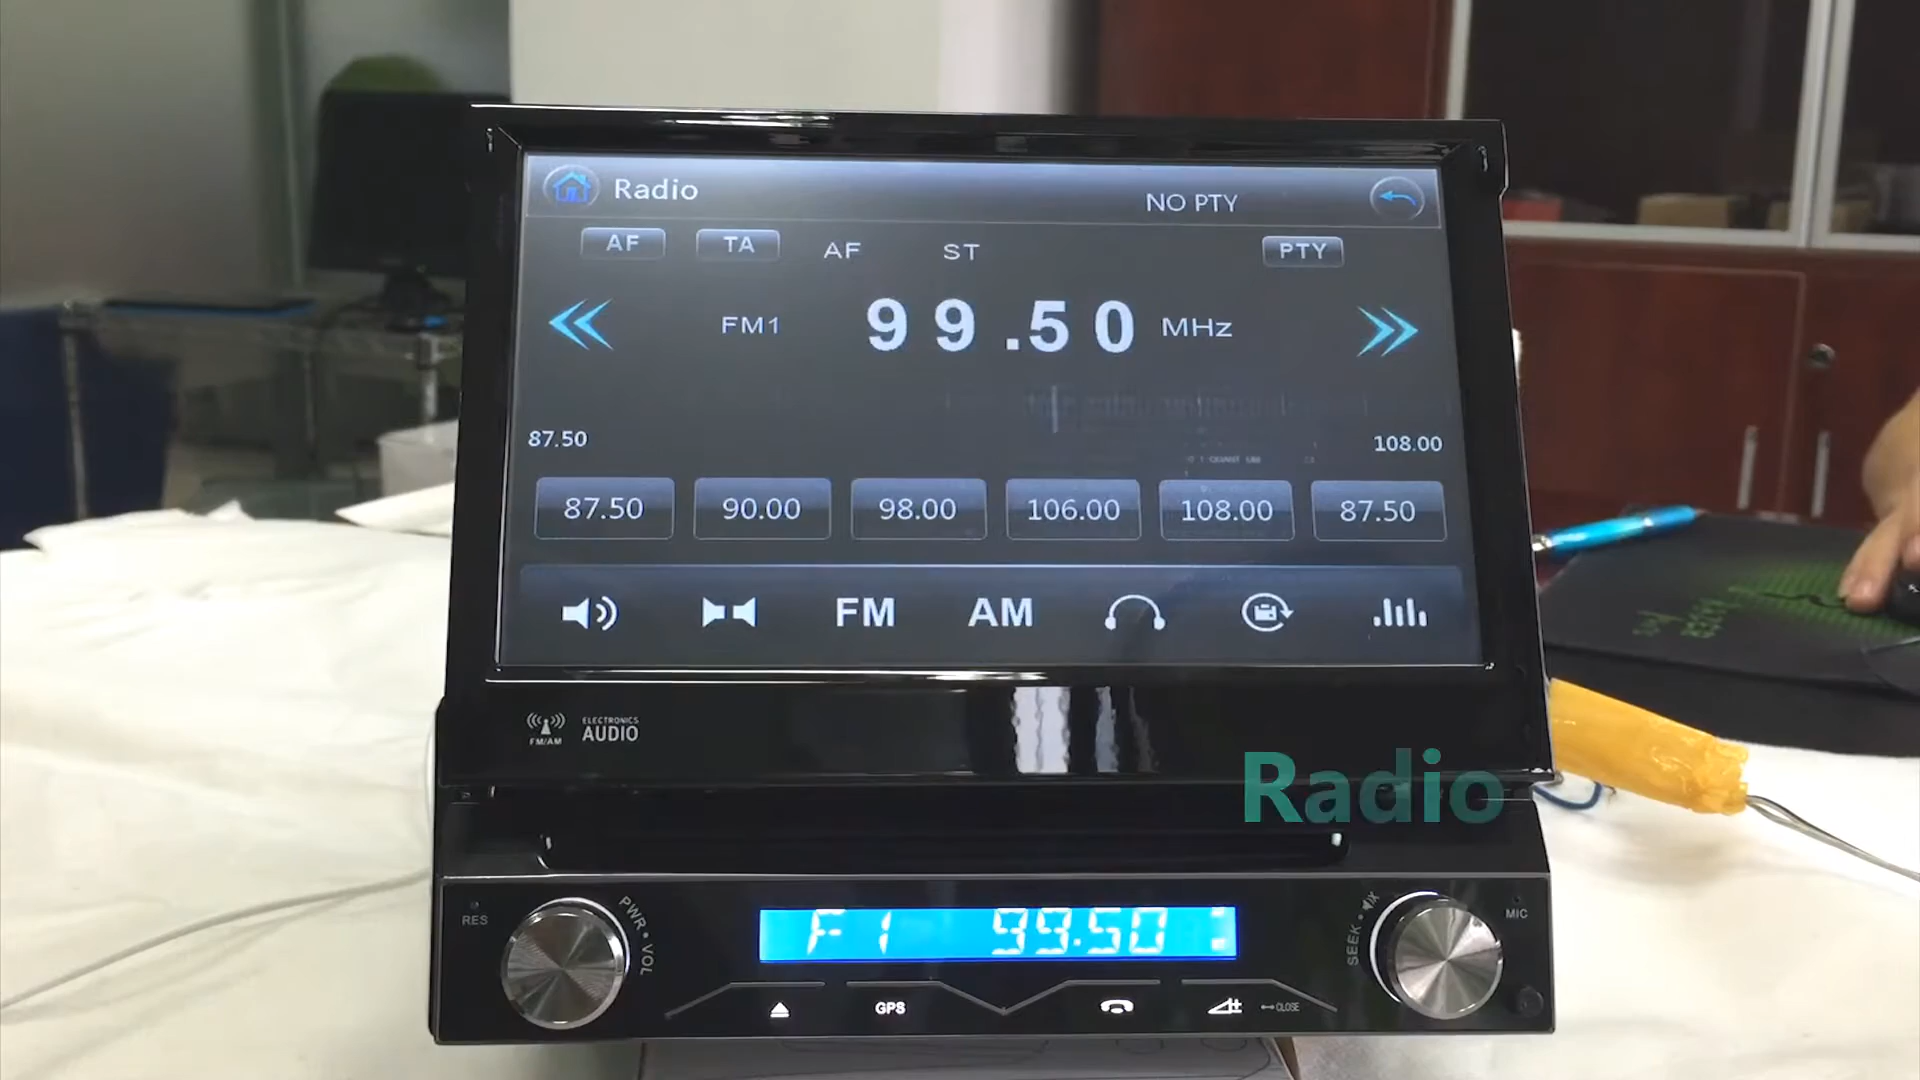 Radio
NO PTY
AF
TA
AF
ST
PTY
FM1
99.50
MHz
87.50
108.00
87.50
90.00
98.00
106.00
108.00
87.50
FM
AM
FM/AM
ELECTRONICS
AUDIO
Radio
RES
PWR • VOL
F1 99.50
SEEK •
MIC
GPS
CLOSE